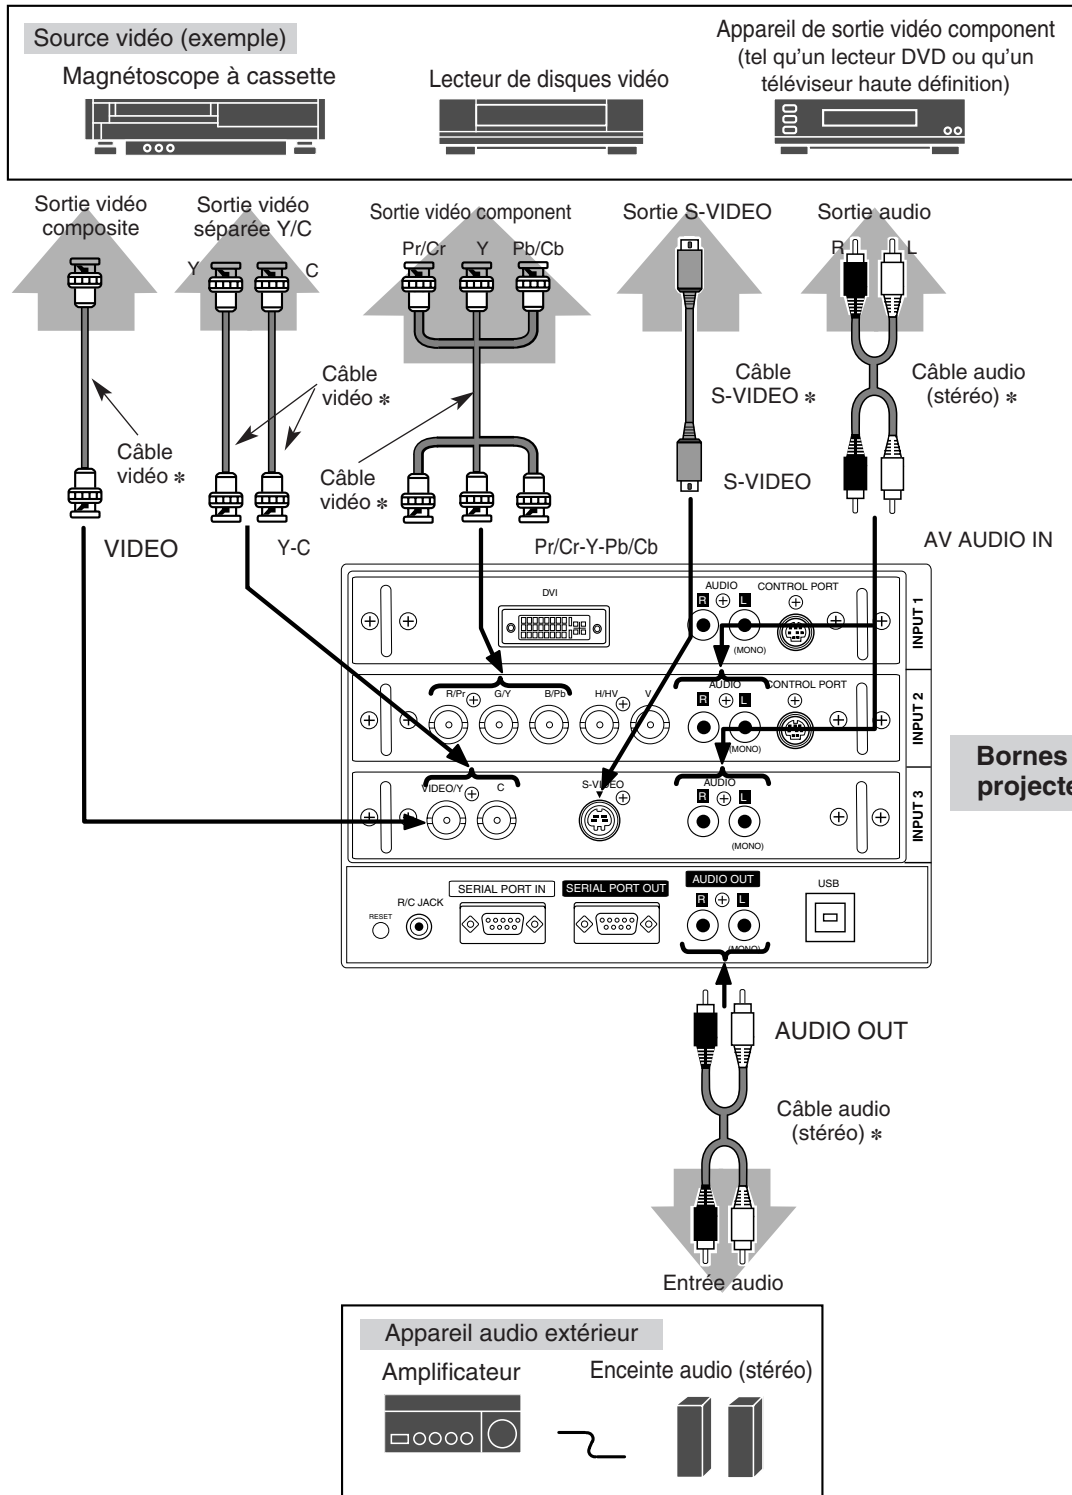 Source vidéo (exemple)
Magnétoscope à cassette
Lecteur de disques vidéo
Appareil de sortie vidéo component
(tel qu'un lecteur DVD ou qu'un
téléviseur haute définition)
Sortie vidéo
composite
Sortie vidéo
séparée Y/C
Sortie vidéo component
Sortie S-VIDEO
Sortie audio
Y
C
Pr/Cr
Y
Pb/Cb
R
L
Câble
vidéo *
Câble
vidéo *
Câble
vidéo *
Câble
S-VIDEO *
Câble audio
(stéréo) *
S-VIDEO
VIDEO
Y-C
Pr/Cr-Y-Pb/Cb
AV AUDIO IN
DVI
AUDIO
R
L
(MONO)
CONTROL PORT
INPUT 1
R/Pr
G/Y
B/Pb
H/HV
V
AUDIO
R
L
(MONO)
CONTROL PORT
INPUT 2
VIDEO/Y
C
S-VIDEO
AUDIO
R
L
(MONO)
INPUT 3
Bornes
projecte
RESET
R/C JACK
SERIAL PORT IN
SERIAL PORT OUT
AUDIO OUT
R
L
(MONO)
USB
AUDIO OUT
Câble audio
(stéréo) *
Entrée audio
Appareil audio extérieur
Amplificateur
Enceinte audio (stéréo)